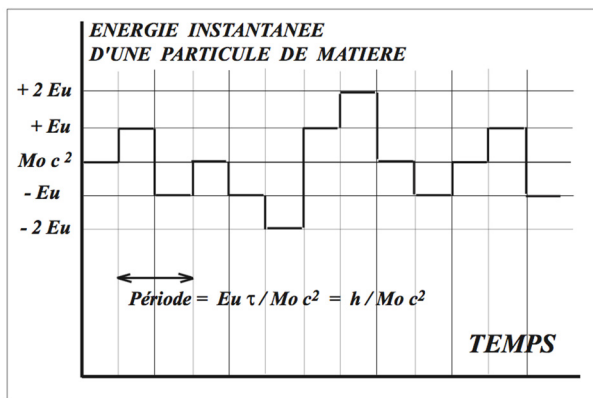 ENERGIE INSTANTANEE
D'UNE PARTICULE DE MATIERE
+ 2 Eu
+ Eu
Mo c²
- Eu
- 2 Eu
Période = Eu τ / Mo c² = h / Mo c²
TEMPS